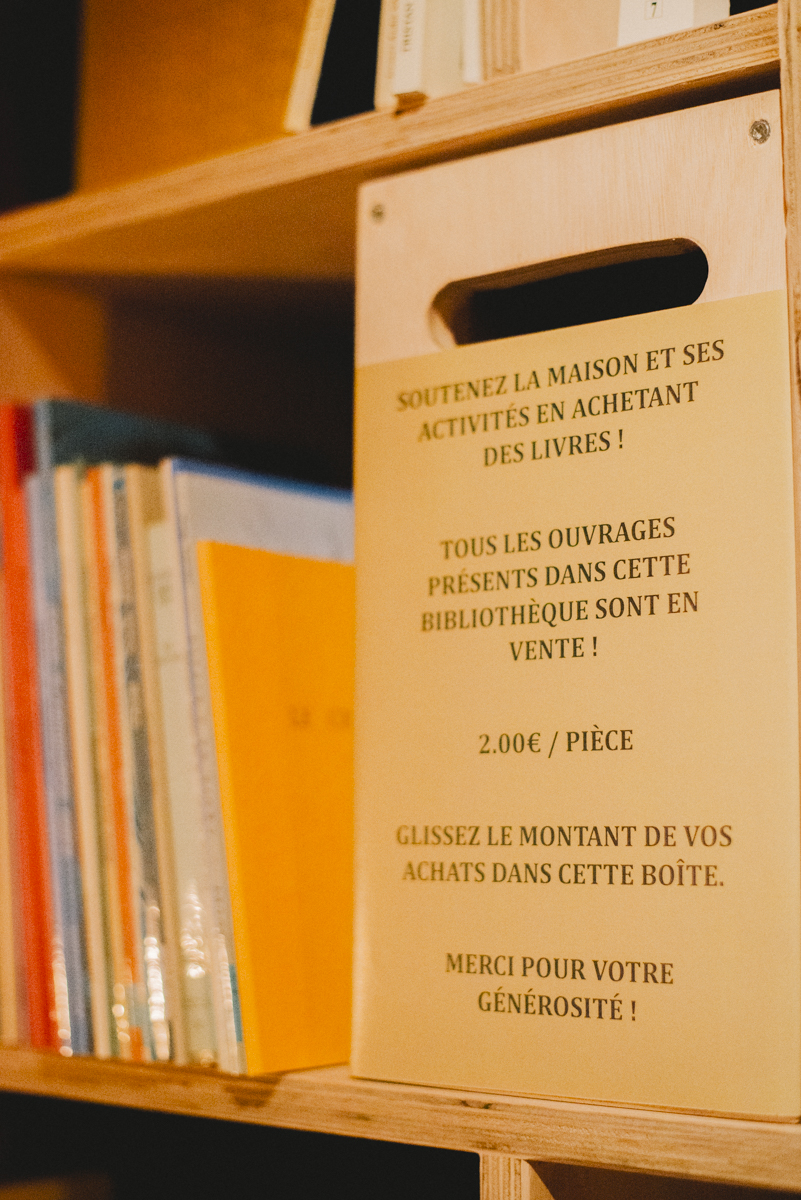 7
SOUTENEZ LA MAISON ET SES
ACTIVITÉS EN ACHETANT
DES LIVRES !
TOUS LES OUVRAGES
PRÉSENTS DANS CETTE
BIBLIOTHÈQUE SONT EN
VENTE !
2.00€ / PIÈCE
GLISSEZ LE MONTANT DE VOS
ACHATS DANS CETTE BOÎTE.
MERCI POUR VOTRE
GÉNÉROSITÉ !